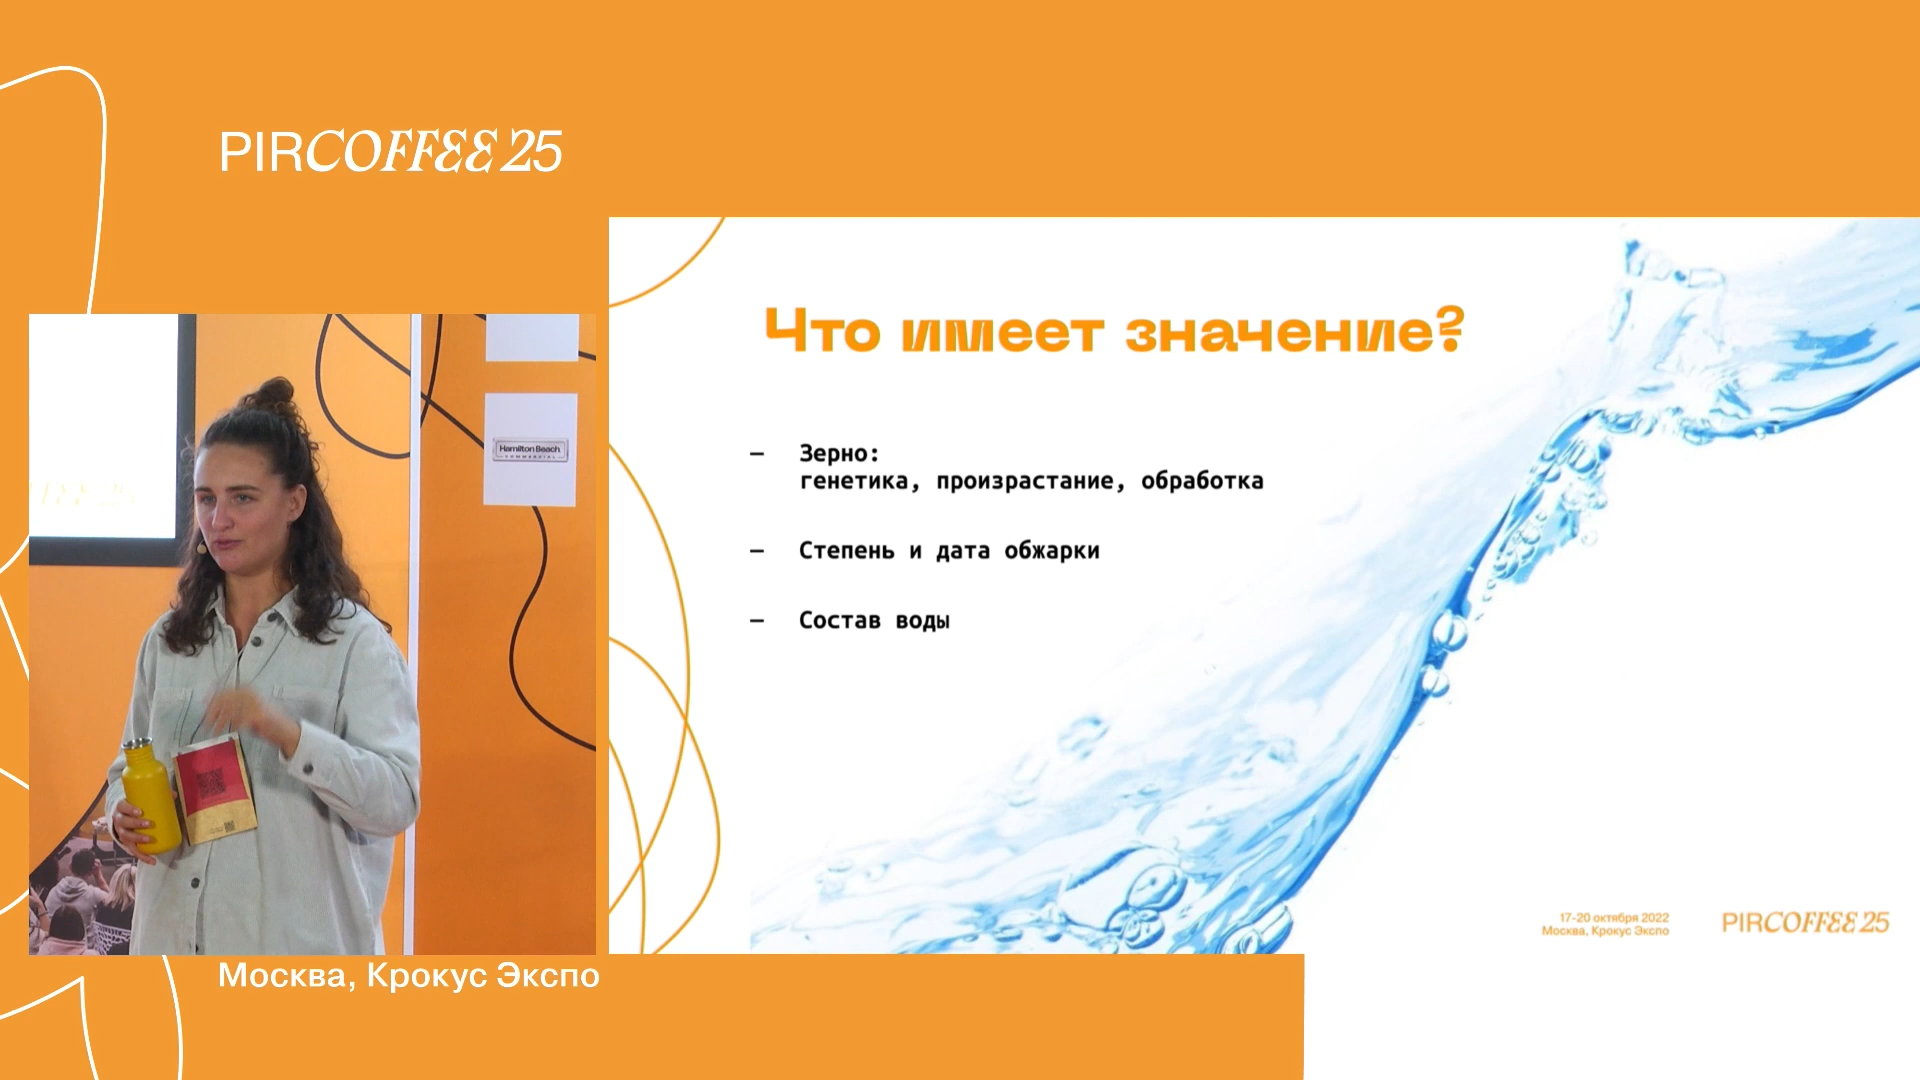 PIRCOFFEE 25
Что имеет значение?
– Зерно:
генетика, произрастание, обработка
– Степень и дата обжарки
– Состав воды
Hamilton Beach
COMMERCIAL
17-20 октября 2022
Москва, Крокус Экспо
PIRCOFFEE 25
Москва, Крокус Экспо